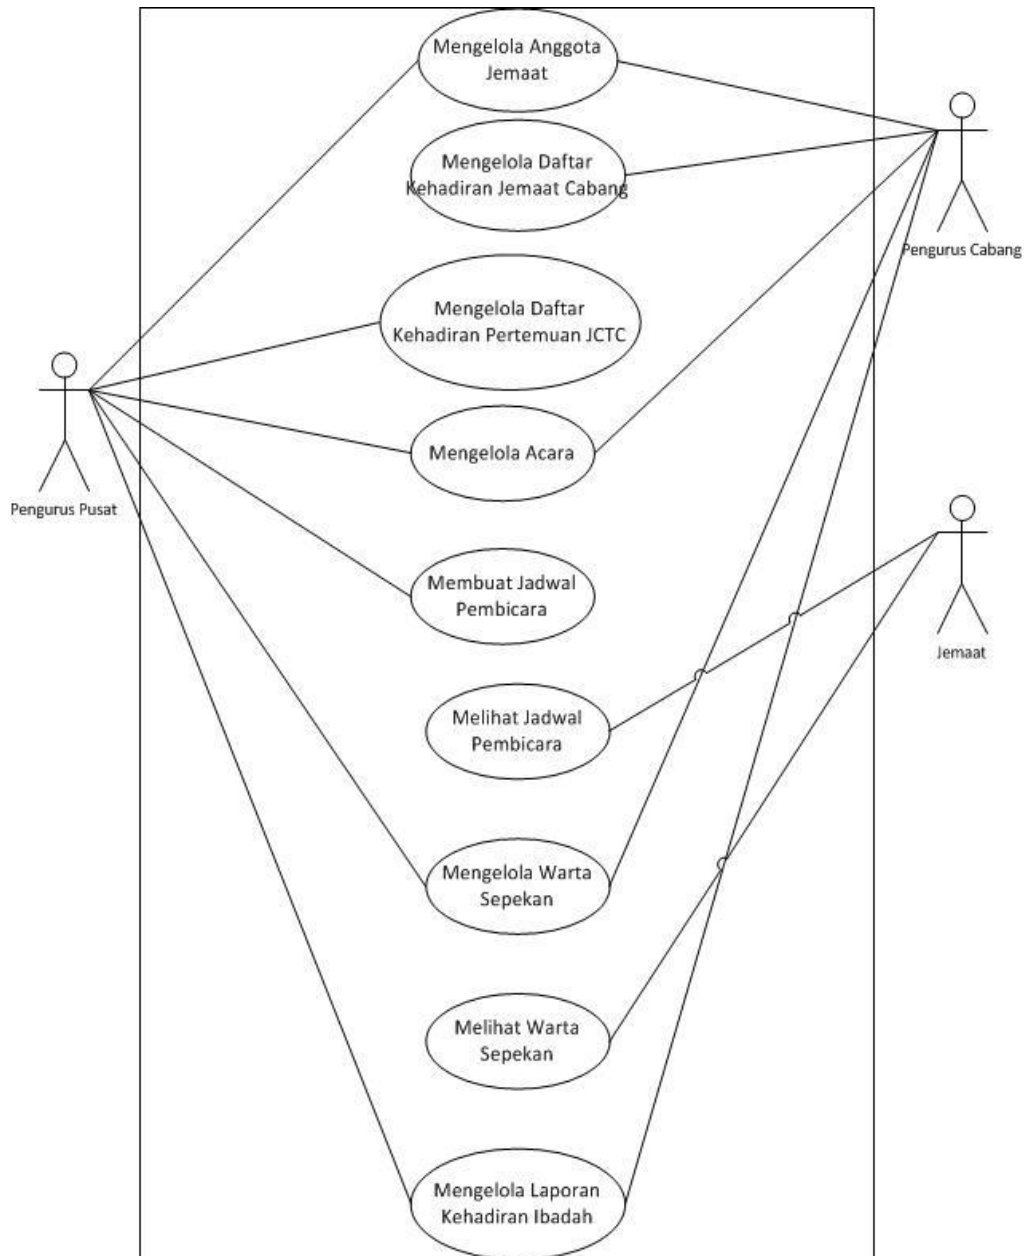 Mengelola Anggota
Jemaat
Mengelola Daftar
Kehadiran Jemaat Cabang
Pengurus Cabang
Mengelola Daftar
Kehadiran Pertemuan JCTC
Mengelola Acara
Pengurus Pusat
Membuat Jadwal
Pembicara
Jemaat
Melihat Jadwal
Pembicara
Mengelola Warta
Sepekan
Melihat Warta
Sepekan
Mengelola Laporan
Kehadiran Ibadah